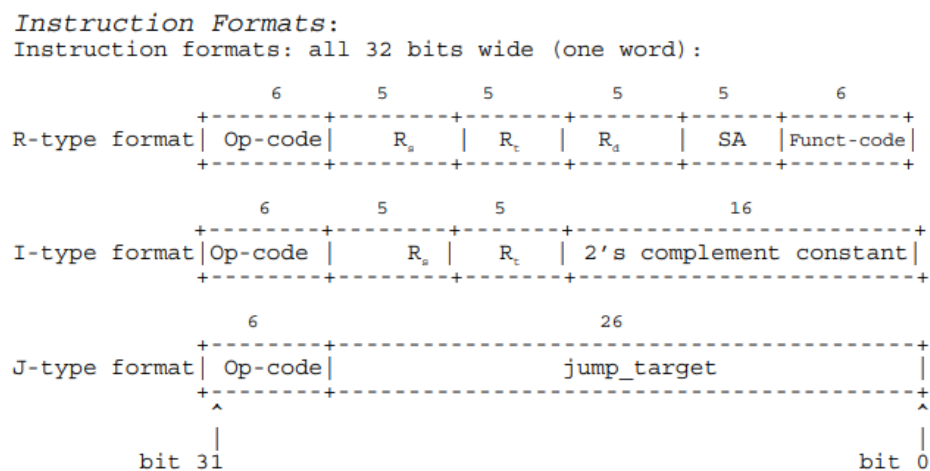 Instruction Formats:
Instruction formats: all 32 bits wide (one word):
6 5 5 5 5 6
+--------+--------+-------+-------+------+--------+
R-type format| Op-code| Rs | Rt | Rd | SA |Funct-code|
+--------+--------+-------+-------+------+--------+
6 5 5 16
+--------+--------+-------+-----------------------+
I-type format|Op-code | Rs | Rt | 2's complement constant|
+--------+--------+-------+-----------------------+
6 26
+--------+----------------------------------------+
J-type format| Op-code| jump_target |
+--------+----------------------------------------+
^ ^
| |
bit 31 bit 0